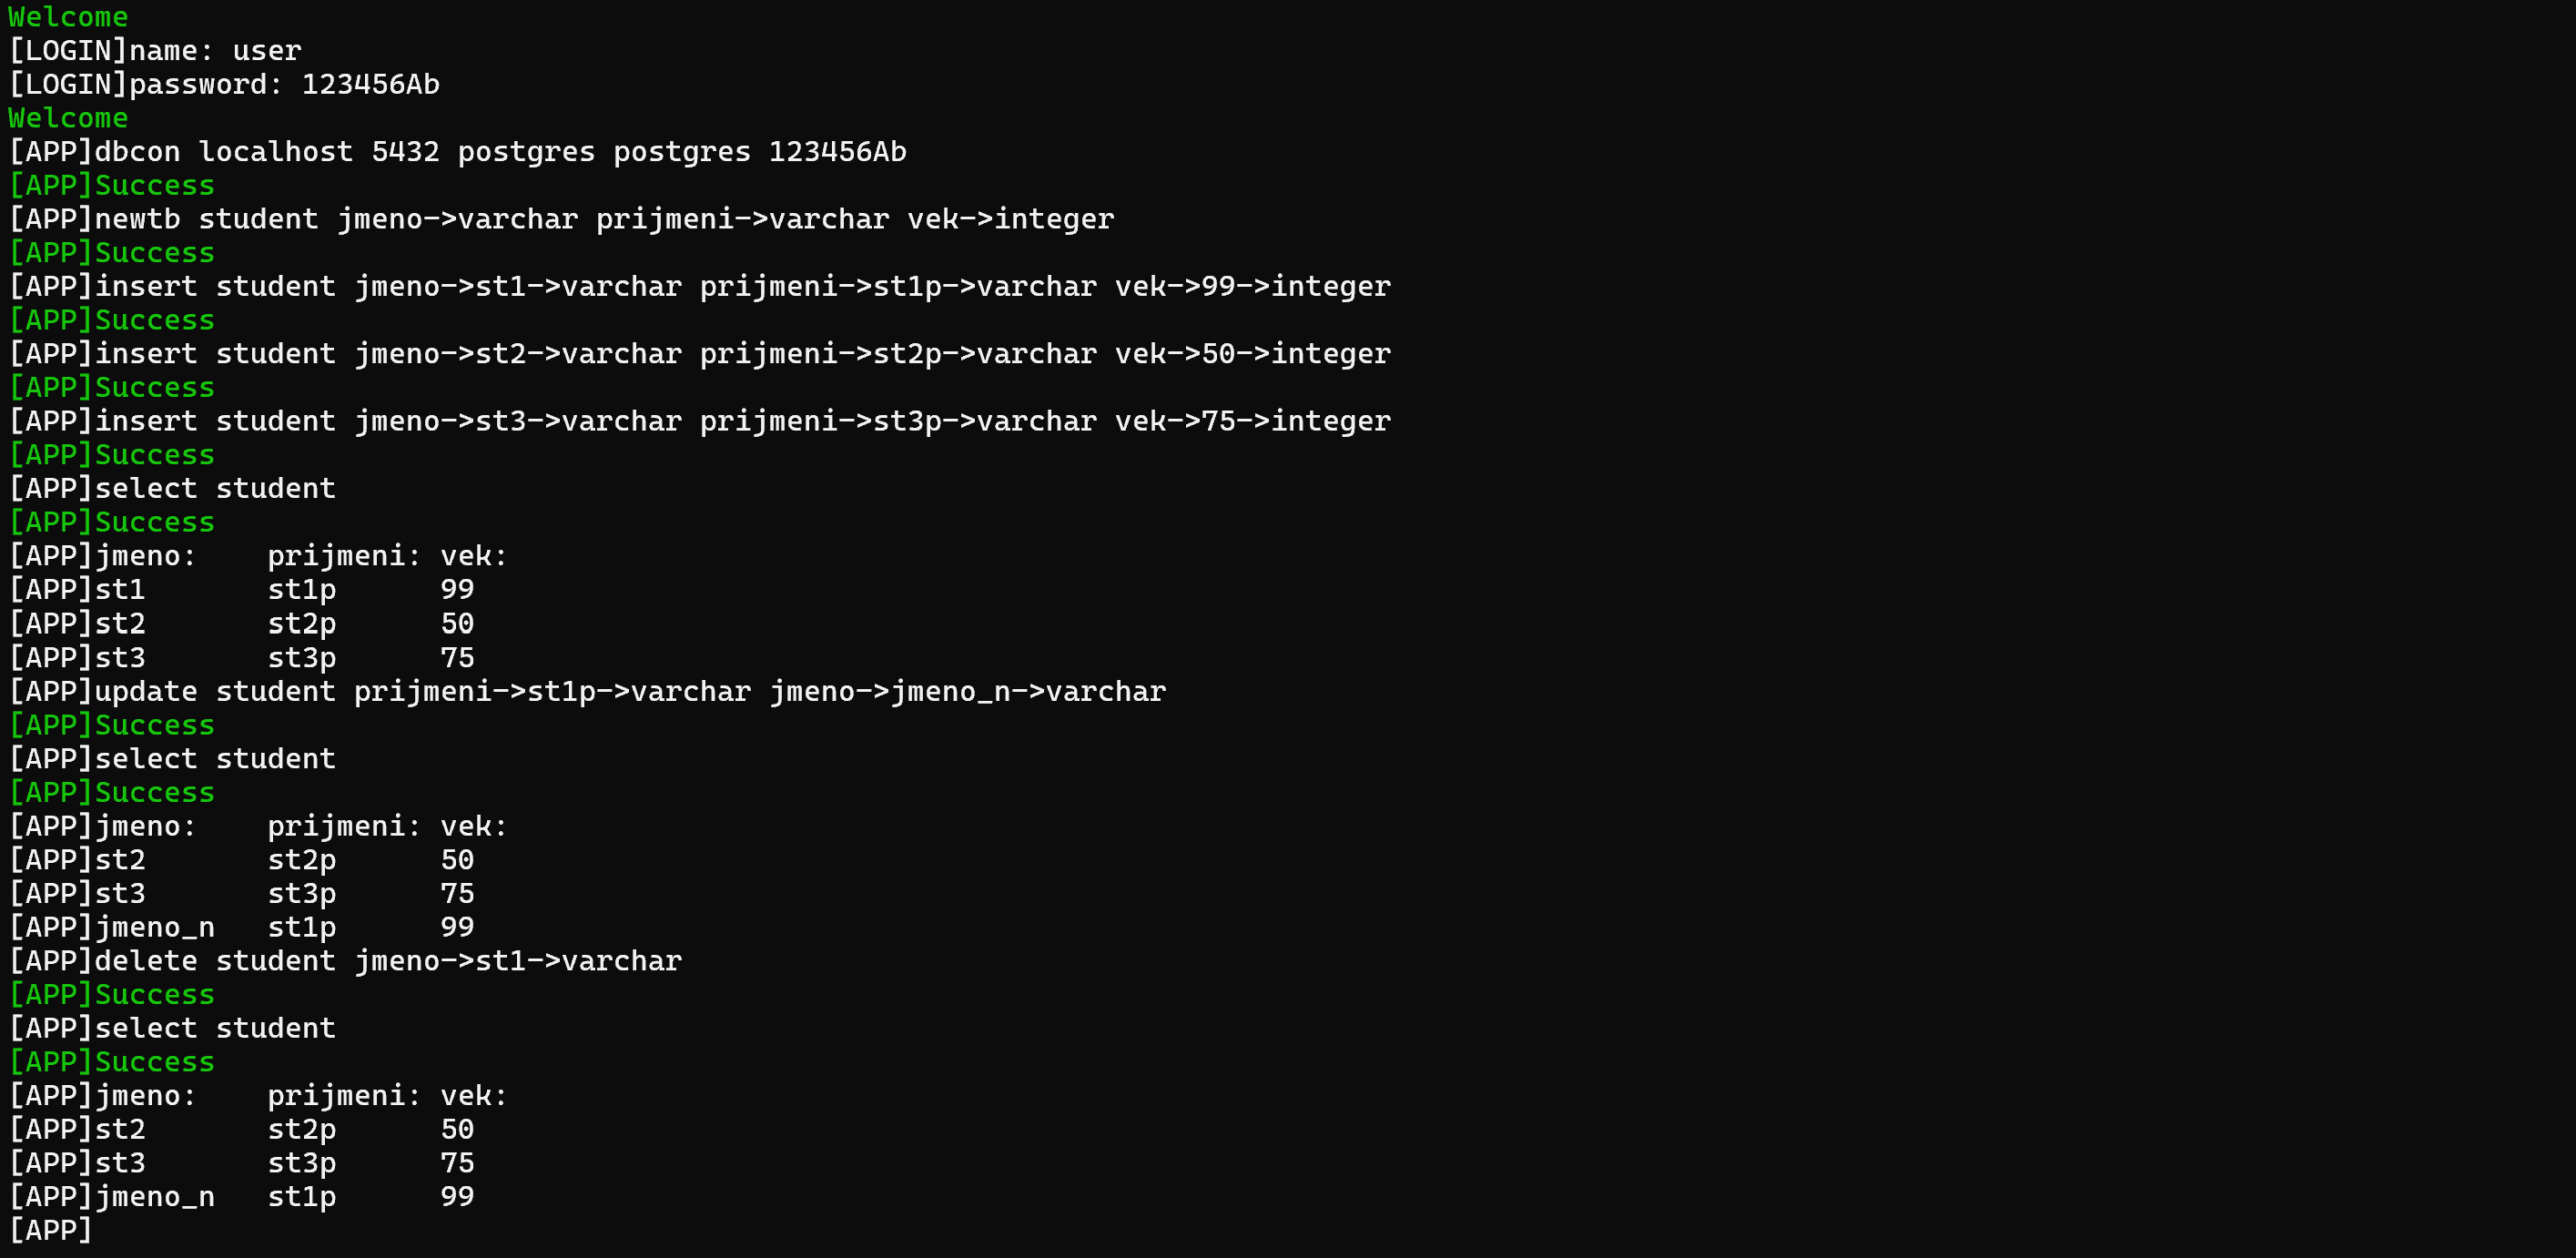 Welcome
[LOGIN]name: user
[LOGIN]password: 123456Ab
Welcome
[APP]dbcon localhost 5432 postgres postgres 123456Ab
[APP]Success
[APP]newtb student jmeno->varchar prijmeni->varchar vek->integer
[APP]Success
[APP]insert student jmeno->st1->varchar prijmeni->st1p->varchar vek->99->integer
[APP]Success
[APP]insert student jmeno->st2->varchar prijmeni->st2p->varchar vek->50->integer
[APP]Success
[APP]insert student jmeno->st3->varchar prijmeni->st3p->varchar vek->75->integer
[APP]Success
[APP]select student
[APP]Success
[APP]jmeno:    prijmeni: vek:
[APP]st1       st1p      99
[APP]st2       st2p      50
[APP]st3       st3p      75
[APP]update student prijmeni->st1p->varchar jmeno->jmeno_n->varchar
[APP]Success
[APP]select student
[APP]Success
[APP]jmeno:    prijmeni: vek:
[APP]st2       st2p      50
[APP]st3       st3p      75
[APP]jmeno_n   st1p      99
[APP]delete student jmeno->st1->varchar
[APP]Success
[APP]select student
[APP]Success
[APP]jmeno:    prijmeni: vek:
[APP]st2       st2p      50
[APP]st3       st3p      75
[APP]jmeno_n   st1p      99
[APP]